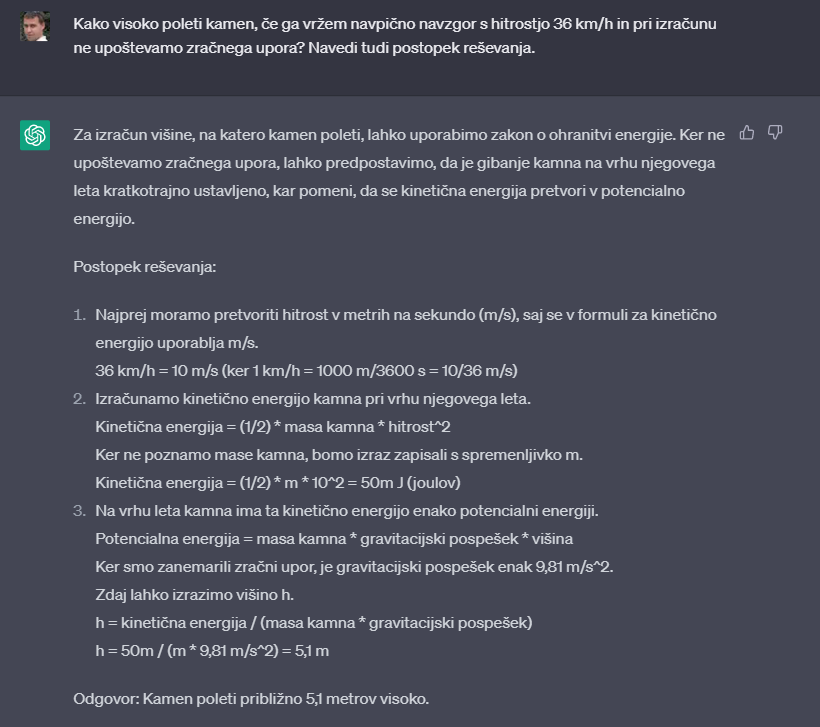 Kako visoko poleti kamen, če ga vržem navpično navzgor s hitrostjo 36 km/h in pri izračunu
ne upoštevamo zračnega upora? Navedi tudi postopek reševanja.
Za izračun višine, na katero kamen poleti, lahko uporabimo zakon o ohranitvi energije. Ker ne
upoštevamo zračnega upora, lahko predpostavimo, da je gibanje kamna na vrhu njegovega
leta kratkotrajno ustavljeno, kar pomeni, da se kinetična energija pretvori v potencialno
energijo.
Postopek reševanja:
1. Najprej moramo pretvoriti hitrost v metrih na sekundo (m/s), saj se v formuli za kinetično
energijo uporablja m/s.
36 km/h = 10 m/s (ker 1 km/h = 1000 m/3600 s = 10/36 m/s)
2. Izračunamo kinetično energijo kamna pri vrhu njegovega leta.
Kinetična energija = (1/2) * masa kamna * hitrost^2
Ker ne poznamo mase kamna, bomo izraz zapisali s spremenljivko m.
Kinetična energija = (1/2) * m * 10^2 = 50m J (joulov)
3. Na vrhu leta kamna ima ta kinetično energijo enako potencialni energiji.
Potencialna energija = masa kamna * gravitacijski pospešek * višina
Ker smo zanemarili zračni upor, je gravitacijski pospešek enak 9,81 m/s^2.
Zdaj lahko izrazimo višino h.
h = kinetična energija / (masa kamna * gravitacijski pospešek)
h = 50m / (m * 9,81 m/s^2) = 5,1 m
Odgovor: Kamen poleti približno 5,1 metrov visoko.